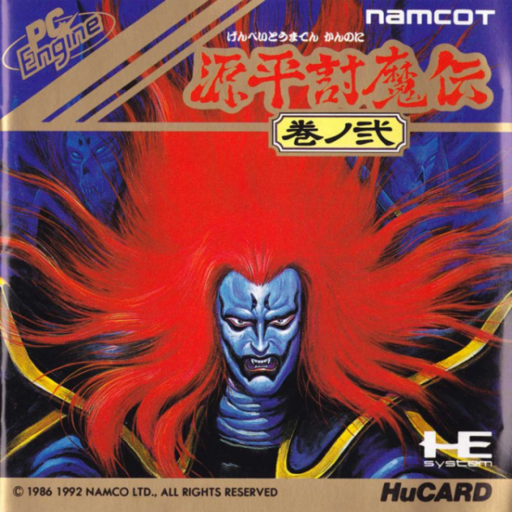 PC Engine
namcot
げんぺいとうまでん かんのに
源平討魔伝
巻ノ弐
HE
system
© 1986 1992 NAMCO LTD., ALL RIGHTS RESERVED
HuCARD